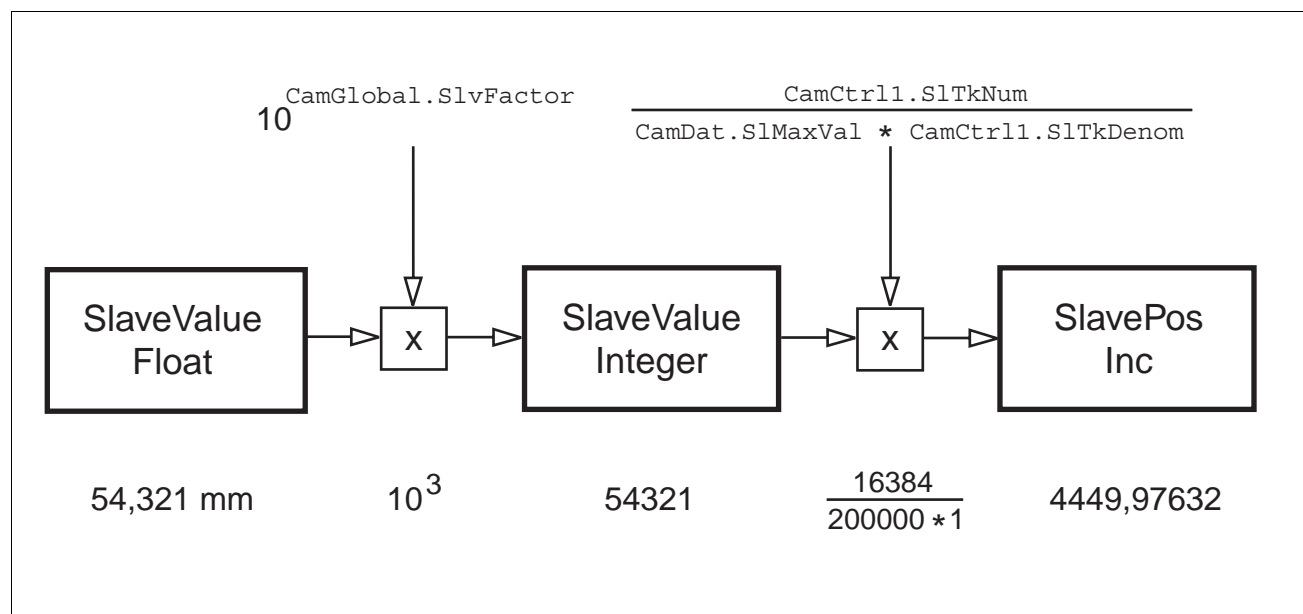 10^CamGlobal.SlvFactor
CamCtrl1.SlTkNum
CamDat.SlMaxVal * CamCtrl1.SlTkDenom
SlaveValue
Float
x
SlaveValue
Integer
x
SlavePos
Inc
54,321 mm
10^3
54321
16384
200000 * 1
4449,97632